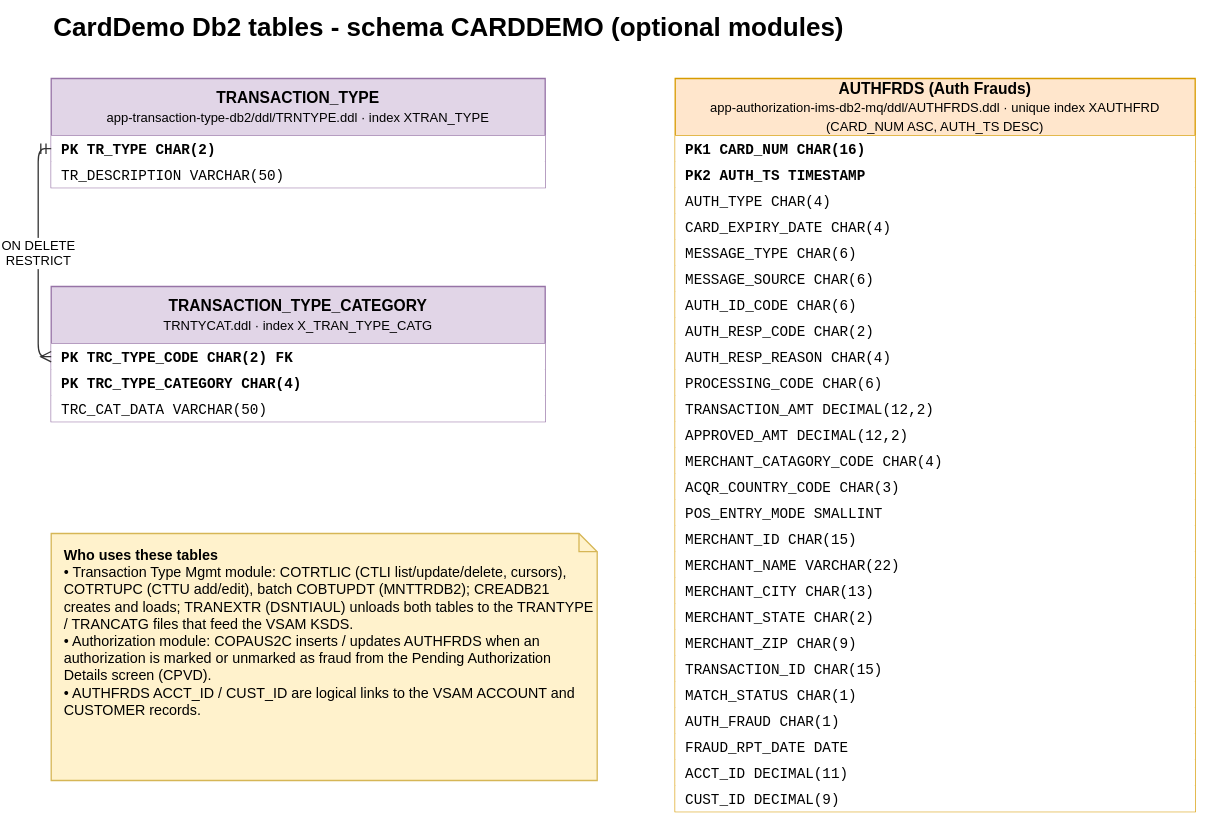 CardDemo Db2 tables - schema CARDDEMO (optional modules)
TRANSACTION_TYPE
app-transaction-type-db2/ddl/TRNTYPE.ddl · index XTRAN_TYPE
PK TR_TYPE CHAR(2)
TR_DESCRIPTION VARCHAR(50)
ON DELETE
RESTRICT
TRANSACTION_TYPE_CATEGORY
TRNTYCAT.ddl · index X_TRAN_TYPE_CATG
PK TRC_TYPE_CODE CHAR(2) FK
PK TRC_TYPE_CATEGORY CHAR(4)
TRC_CAT_DATA VARCHAR(50)
Who uses these tables
• Transaction Type Mgmt module: COTRTLIC (CTLI list/update/delete, cursors),
COTRTUPC (CTTU add/edit), batch COBTUPDT (MNTTRDB2); CREADB21
creates and loads; TRANEXTR (DSNTIAUL) unloads both tables to the TRANTYPE
/ TRANCATG files that feed the VSAM KSDS.
• Authorization module: COPAUS2C inserts / updates AUTHFRDS when an
authorization is marked or unmarked as fraud from the Pending Authorization
Details screen (CPVD).
• AUTHFRDS ACCT_ID / CUST_ID are logical links to the VSAM ACCOUNT and
CUSTOMER records.
AUTHFRDS (Auth Frauds)
app-authorization-ims-db2-mq/ddl/AUTHFRDS.ddl · unique index XAUTHFRD
(CARD_NUM ASC, AUTH_TS DESC)
PK1 CARD_NUM CHAR(16)
PK2 AUTH_TS TIMESTAMP
AUTH_TYPE CHAR(4)
CARD_EXPIRY_DATE CHAR(4)
MESSAGE_TYPE CHAR(6)
MESSAGE_SOURCE CHAR(6)
AUTH_ID_CODE CHAR(6)
AUTH_RESP_CODE CHAR(2)
AUTH_RESP_REASON CHAR(4)
PROCESSING_CODE CHAR(6)
TRANSACTION_AMT DECIMAL(12,2)
APPROVED_AMT DECIMAL(12,2)
MERCHANT_CATAGORY_CODE CHAR(4)
ACQR_COUNTRY_CODE CHAR(3)
POS_ENTRY_MODE SMALLINT
MERCHANT_ID CHAR(15)
MERCHANT_NAME VARCHAR(22)
MERCHANT_CITY CHAR(13)
MERCHANT_STATE CHAR(2)
MERCHANT_ZIP CHAR(9)
TRANSACTION_ID CHAR(15)
MATCH_STATUS CHAR(1)
AUTH_FRAUD CHAR(1)
FRAUD_RPT_DATE DATE
ACCT_ID DECIMAL(11)
CUST_ID DECIMAL(9)